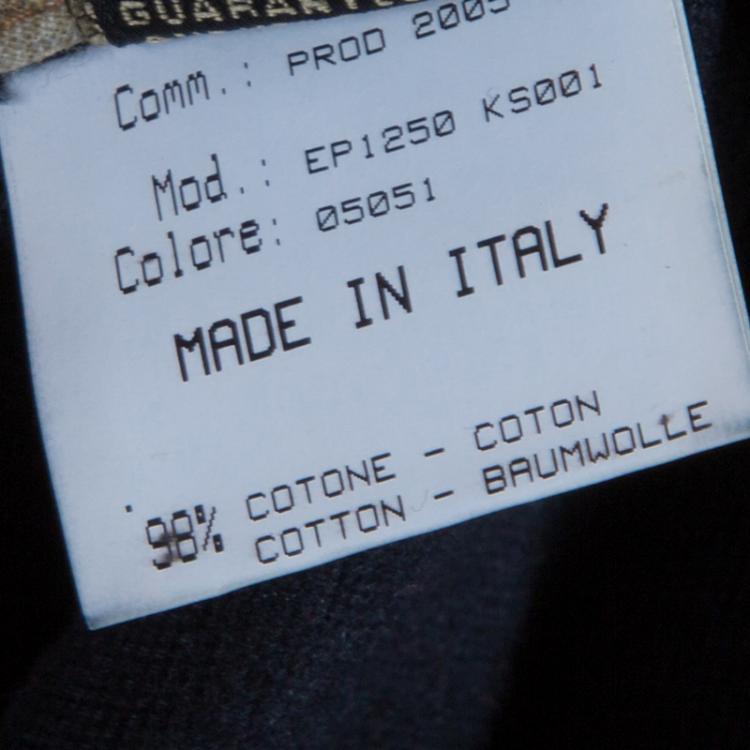 Comm.: PROD 2005
Mod.: EP1250 KS001
Colore: 05051
MADE IN ITALY
98% COTONE - COTON
COTTON - BAUMWOLLE